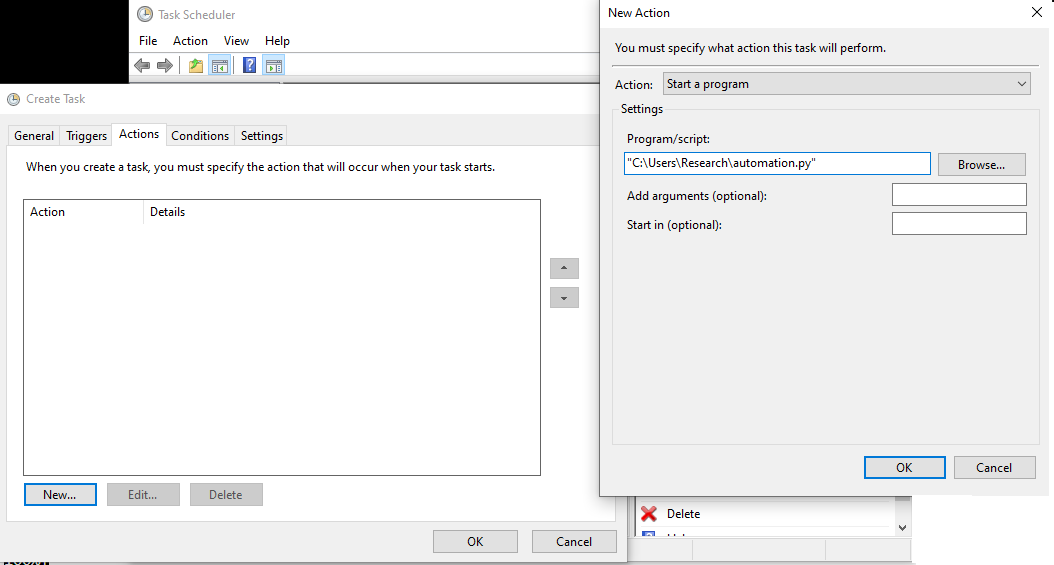 Task Scheduler
File Action View Help
Create Task
General Triggers Actions Conditions Settings
When you create a task, you must specify the action that will occur when your task starts.
Action Details
New... Edit... Delete
OK Cancel
New Action
You must specify what action this task will perform.
Action: Start a program
Settings
Program/script:
"C:\Users\Research\automation.py" Browse...
Add arguments (optional):
Start in (optional):
OK Cancel
Delete